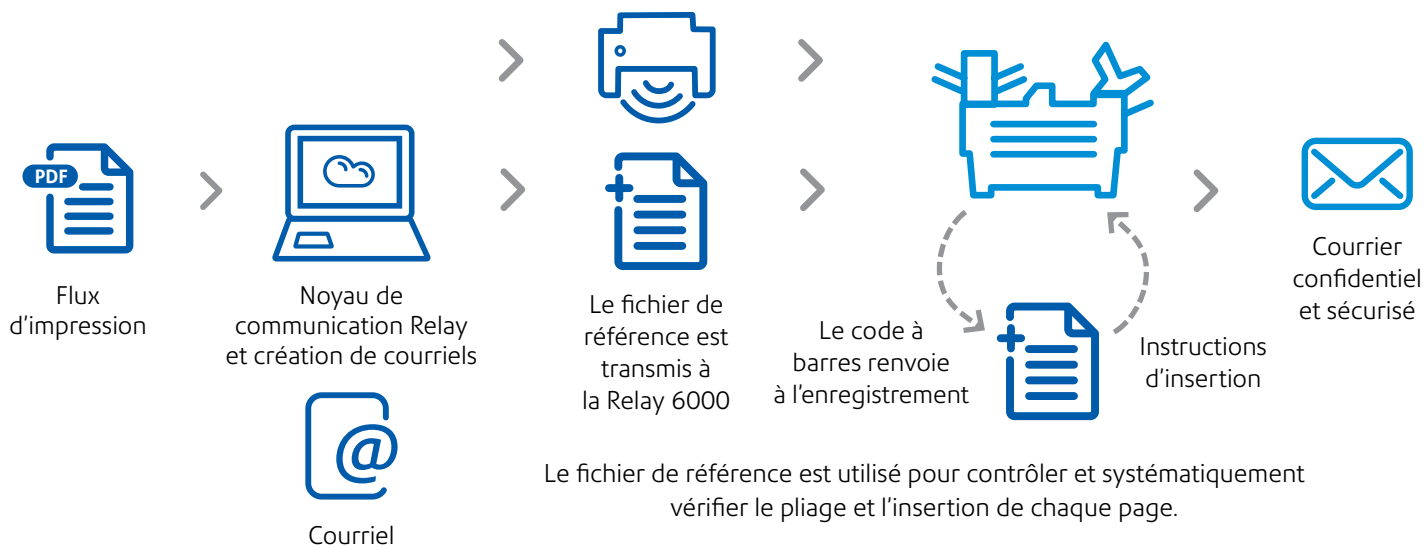 PDF
Flux
d'impression
Noyau de
communication Relay
et création de courriels
@
Courriel
Le fichier de
référence est
transmis à
la Relay 6000
Le code à
barres renvoie
à l'enregistrement
Instructions
d'insertion
Courrier
confidentiel
et sécurisé
Le fichier de référence est utilisé pour contrôler et systématiquement
vérifier le pliage et l'insertion de chaque page.